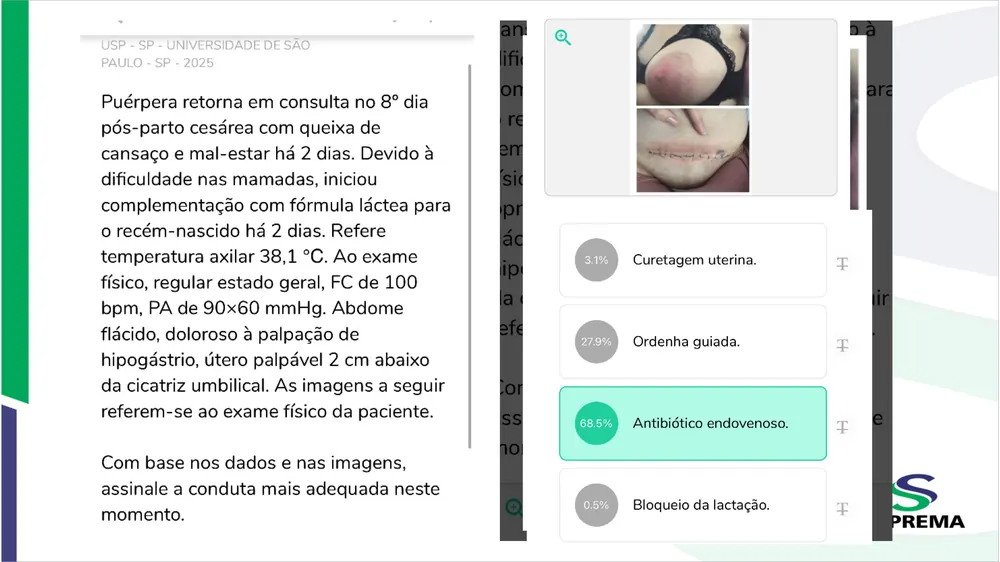 USP - SP - UNIVERSIDADE DE SÃO
PAULO - SP - 2025
Puérpera retorna em consulta no 8º dia
pós-parto cesárea com queixa de
cansaço e mal-estar há 2 dias. Devido à
dificuldade nas mamadas, iniciou
complementação com fórmula láctea para
o recém-nascido há 2 dias. Refere
temperatura axilar 38,1 ℃. Ao exame
físico, regular estado geral, FC de 100
bpm, PA de 90×60 mmHg. Abdome
flácido, doloroso à palpação de
hipogástrio, útero palpável 2 cm abaixo
da cicatriz umbilical. As imagens a seguir
referem-se ao exame físico da paciente.
Com base nos dados e nas imagens,
assinale a conduta mais adequada neste
momento.
3.1% Curetagem uterina.
27.9% Ordenha guiada.
68.5% Antibiótico endovenoso.
0.5% Bloqueio da lactação.
PREMA